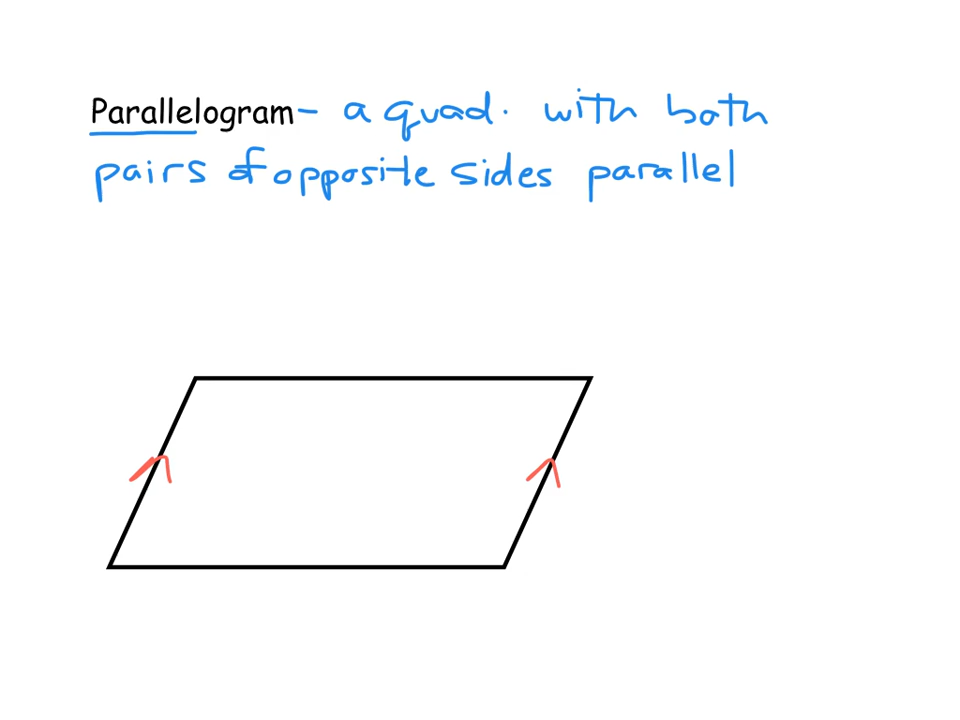 Parallelogram – a quad. with both
pairs of opposite sides parallel